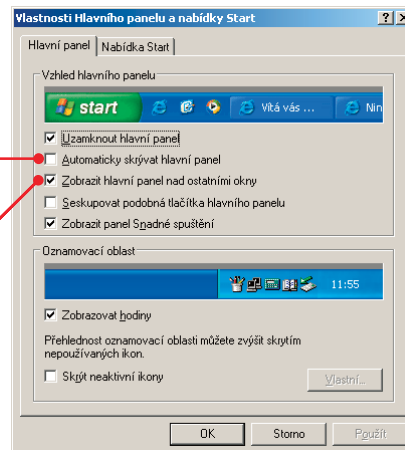 Vlastnosti Hlavního panelu a nabídky Start
Hlavní panel Nabídka Start
Vzhled hlavního panelu
start Vítá vás ... Nin
Uzamknout hlavní panel
Automaticky skrývat hlavní panel
Zobrazit hlavní panel nad ostatními okny
Seskupovat podobná tlačítka hlavního panelu
Zobrazit panel Snadné spuštění
Oznamovací oblast
11:55
Zobrazovat hodiny
Přehlednost oznamovací oblasti můžete zvýšit skrytím
nepoužívaných ikon.
Skrýt neaktivní ikony Vlastní...
OK Storno Použít